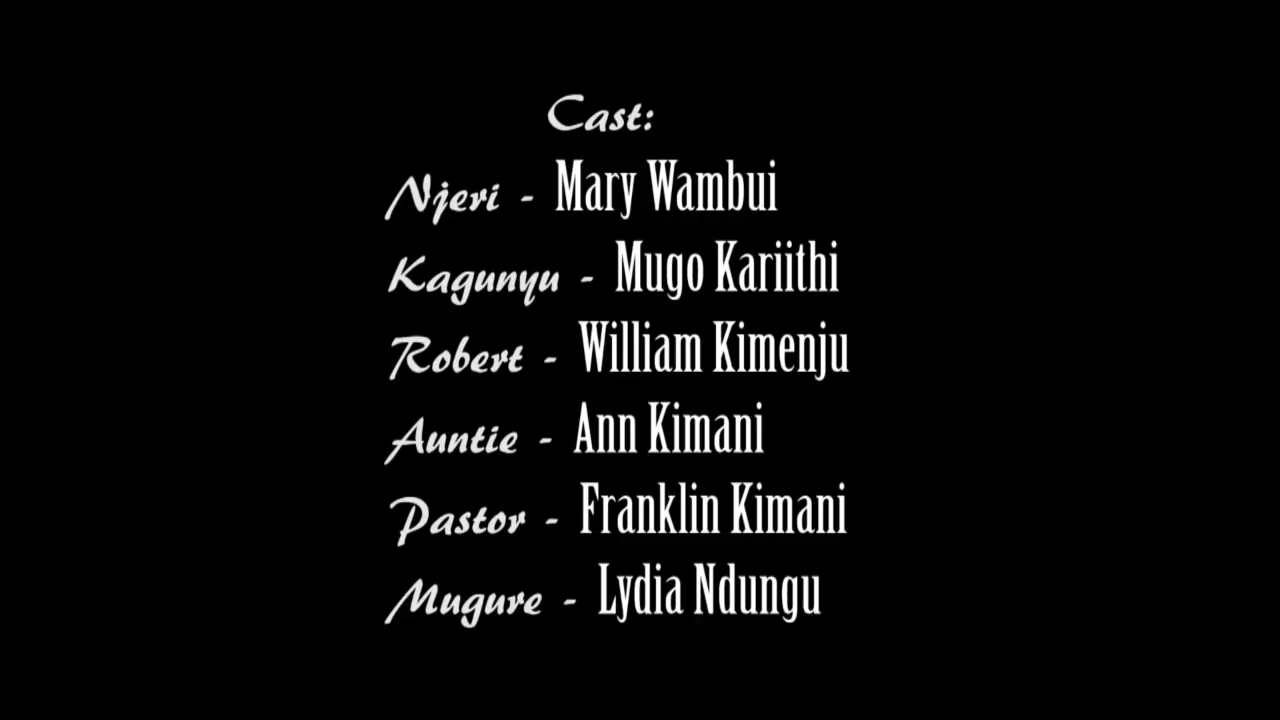 Cast:
Njeri - Mary Wambui
Kagunyu - Mugo Kariithi
Robert - William Kimenju
Auntie - Ann Kimani
Pastor - Franklin Kimani
Mugure - Lydia Ndungu